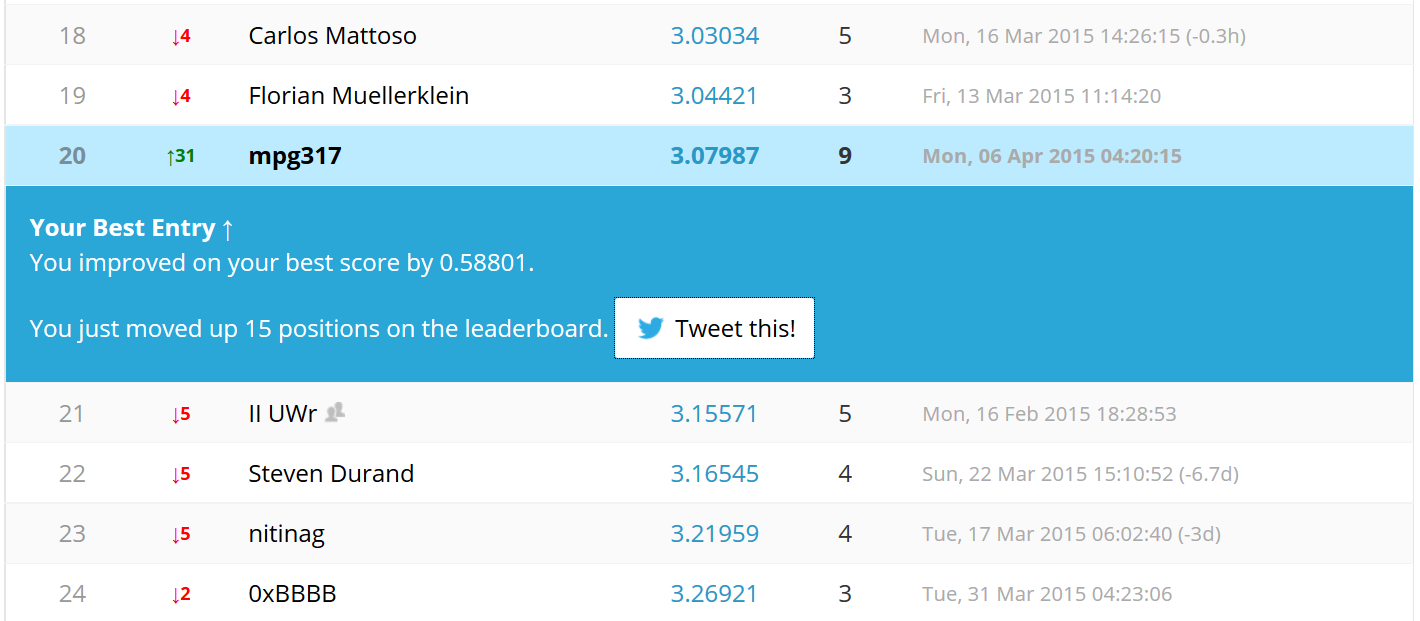 18 ↓4 Carlos Mattoso 3.03034 5 Mon, 16 Mar 2015 14:26:15 (-0.3h)
19 ↓4 Florian Muellerklein 3.04421 3 Fri, 13 Mar 2015 11:14:20
20 ↑31 mpg317 3.07987 9 Mon, 06 Apr 2015 04:20:15
Your Best Entry ↑
You improved on your best score by 0.58801.
You just moved up 15 positions on the leaderboard. Tweet this!
21 ↓5 II UWr 3.15571 5 Mon, 16 Feb 2015 18:28:53
22 ↓5 Steven Durand 3.16545 4 Sun, 22 Mar 2015 15:10:52 (-6.7d)
23 ↓5 nitinag 3.21959 4 Tue, 17 Mar 2015 06:02:40 (-3d)
24 ↓2 0xBBBB 3.26921 3 Tue, 31 Mar 2015 04:23:06